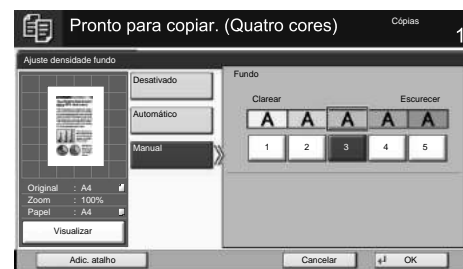 Pronto para copiar. (Quatro cores)
Cópias
1
Ajuste densidade fundo
Desativado
Automático
Manual
Fundo
Clarear
Escurecer
A A A A A
1 2 3 4 5
Original : A4
Zoom : 100%
Papel : A4
Visualizar
Adic. atalho
Cancelar
OK